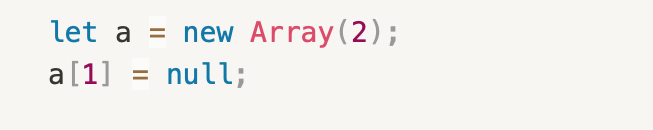 let a = new Array(2);
a[1] = null;